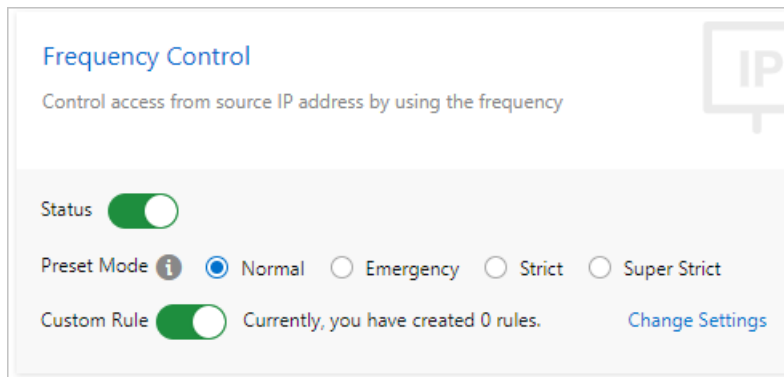 Frequency Control
Control access from source IP address by using the frequency
IP
Status
Preset Mode i Normal Emergency Strict Super Strict
Custom Rule Currently, you have created 0 rules. Change Settings